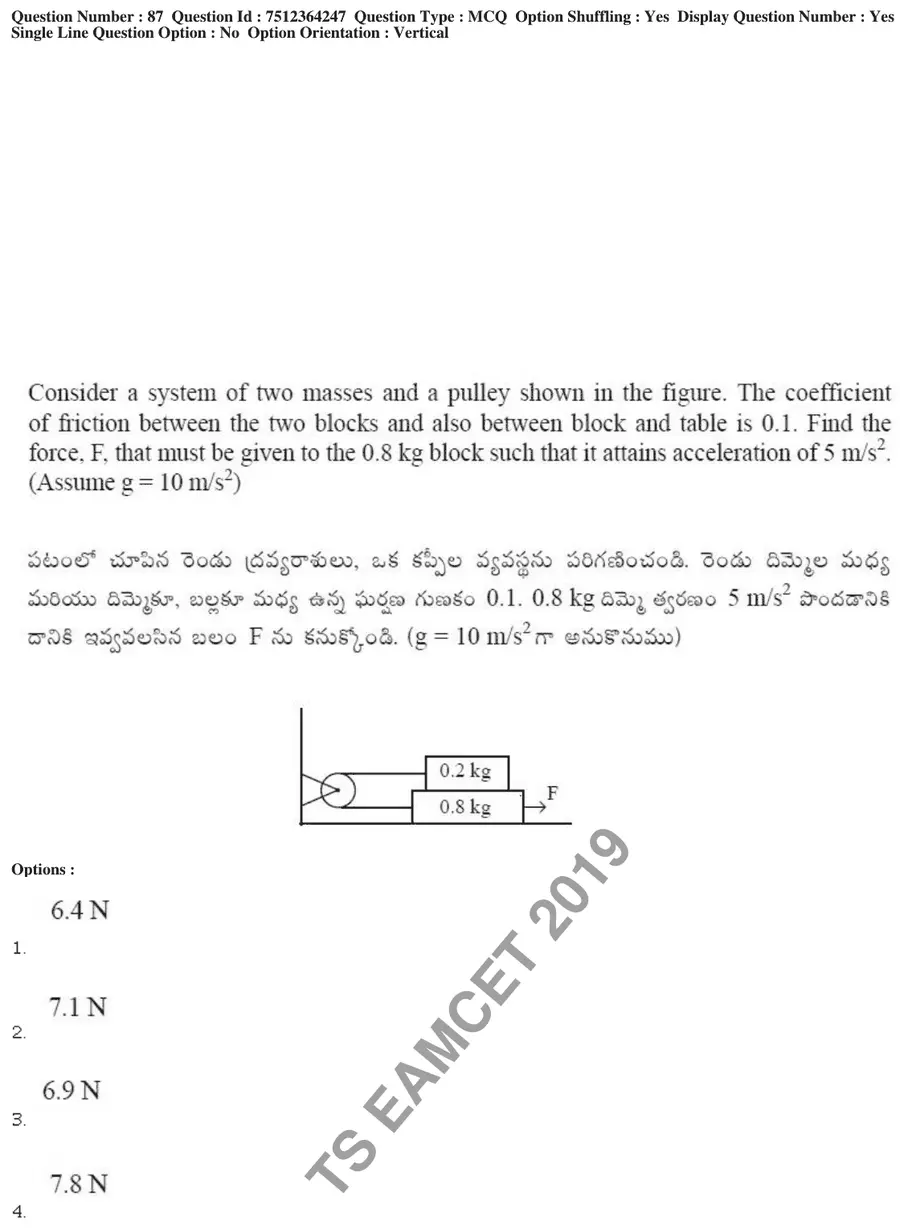 Question Number : 87 Question Id : 7512364247 Question Type : MCQ Option Shuffling : Yes Display Question Number : Yes
Single Line Question Option : No Option Orientation : Vertical
Consider a system of two masses and a pulley shown in the figure. The coefficient
of friction between the two blocks and also between block and table is 0.1. Find the
force, F, that must be given to the 0.8 kg block such that it attains acceleration of 5 m/s².
(Assume g = 10 m/s²)
పటంలో చూపిన రెండు ద్రవ్యరాశులు, ఒక కప్పీల వ్యవస్థను పరిగణించండి. రెండు దిమ్మెల మధ్య
మరియు దిమ్మెకూ, బల్లకూ మధ్య ఉన్న ఘర్షణ గుణకం 0.1. 0.8 kg దిమ్మె త్వరణం 5 m/s² పొందడానికి
దానికి ఇవ్వవలసిన బలం F ను కనుక్కోండి. (g = 10 m/s² గా అనుకొనుము)
0.2 kg
0.8 kg
F
Options :
6.4 N
1.
7.1 N
2.
6.9 N
3.
7.8 N
4.
TS EAMCET 2019